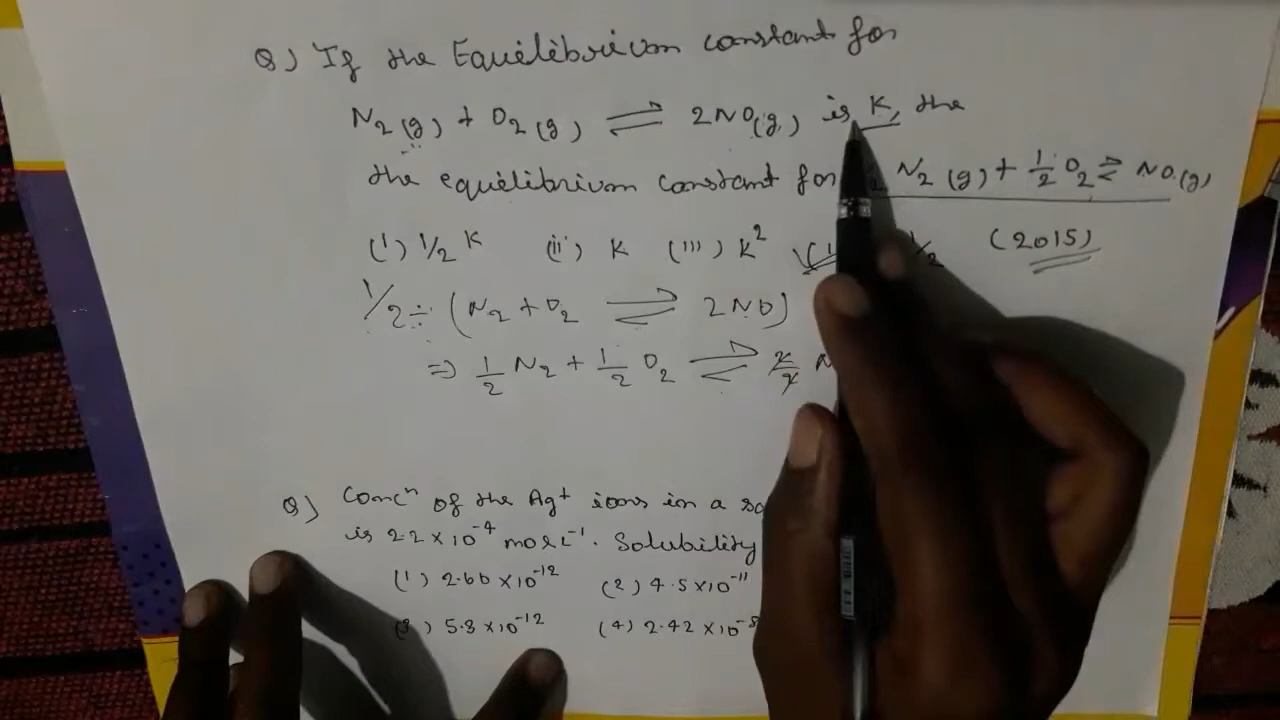 Q) If the Equilibrium constant for
N₂(g) + O₂(g) ⇌ 2NO(g) is K, the
the equilibrium constant for N₂(g) + 1/2 O₂ ⇌ NO(g)
(i) 1/2 K (ii) K (iii) K² (2015)
1/2 ÷ (N₂ + O₂ ⇌ 2NO)
⇒ 1/2 N₂ + 1/2 O₂ ⇌ 2/2 N
Q) Concⁿ of the Ag⁺ ions in a
is 2.2 × 10⁻⁴ mol L⁻¹. Solubility
(1) 2.66 × 10⁻¹² (2) 4.5 × 10⁻¹¹
(3) 5.3 × 10⁻¹² (4) 2.42 × 10⁻⁸